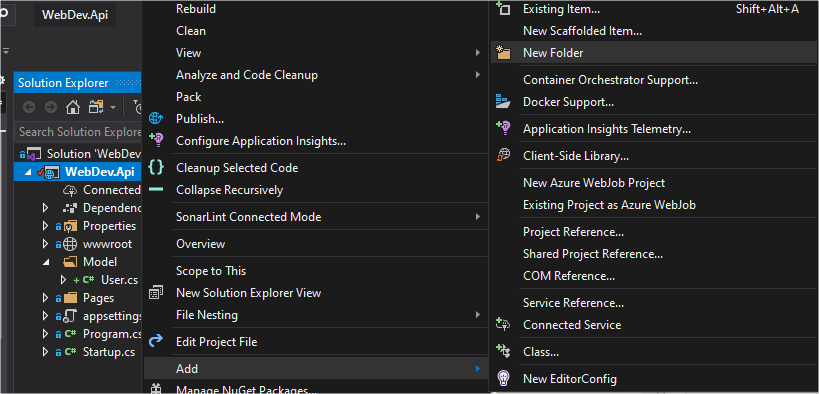 WebDev.Api
Solution Explorer
Search Solution Explore
Solution 'WebDev
WebDev.Api
Connected
Dependenc
Properties
wwwroot
Model
User.cs
Pages
appsettings
Program.cs
Startup.cs
Rebuild
Clean
View
Analyze and Code Cleanup
Pack
Publish...
Configure Application Insights...
Cleanup Selected Code
Collapse Recursively
SonarLint Connected Mode
Overview
Scope to This
New Solution Explorer View
File Nesting
Edit Project File
Add
Manage NuGet Packages...
Existing Item... Shift+Alt+A
New Scaffolded Item...
New Folder
Container Orchestrator Support...
Docker Support...
Application Insights Telemetry...
Client-Side Library...
New Azure WebJob Project
Existing Project as Azure WebJob
Project Reference...
Shared Project Reference...
COM Reference...
Service Reference...
Connected Service
Class...
New EditorConfig